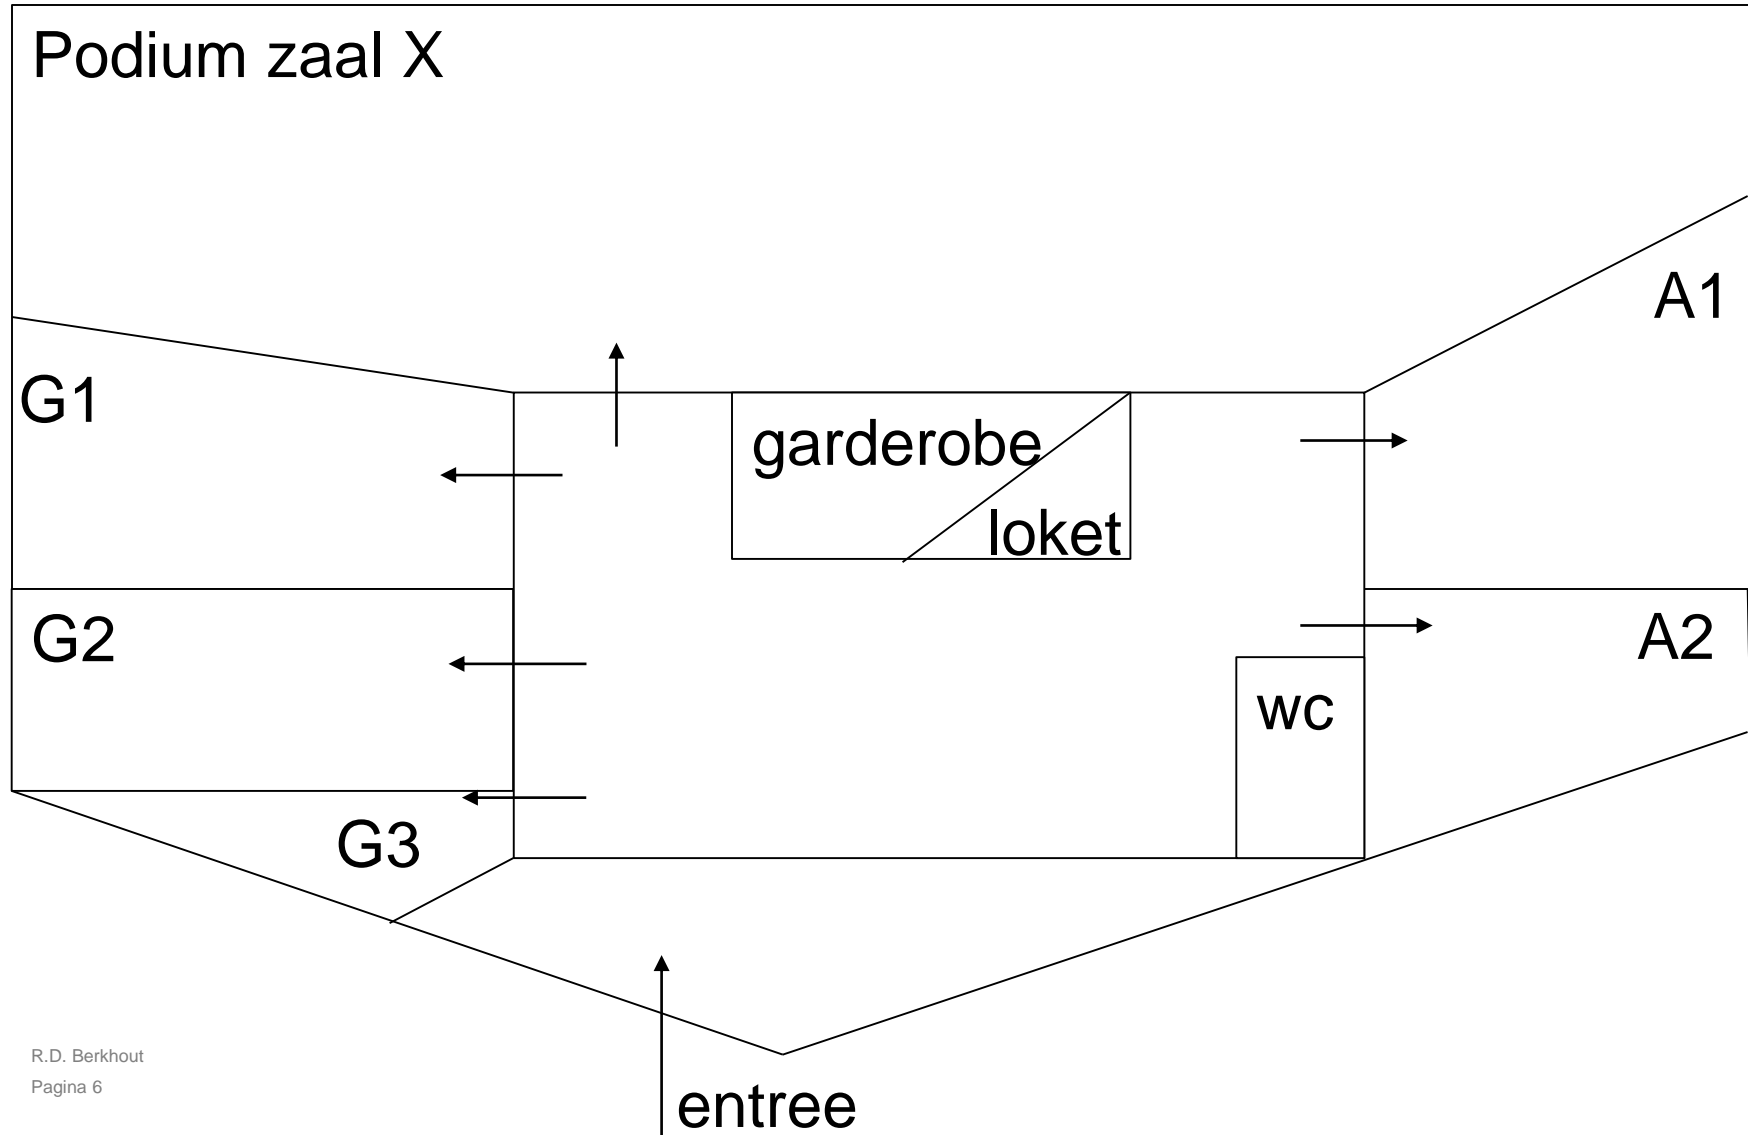 Podium zaal X
A1
G1
garderobe
loket
G2
A2
wc
G3
R.D. Berkhout
Pagina 6
entree